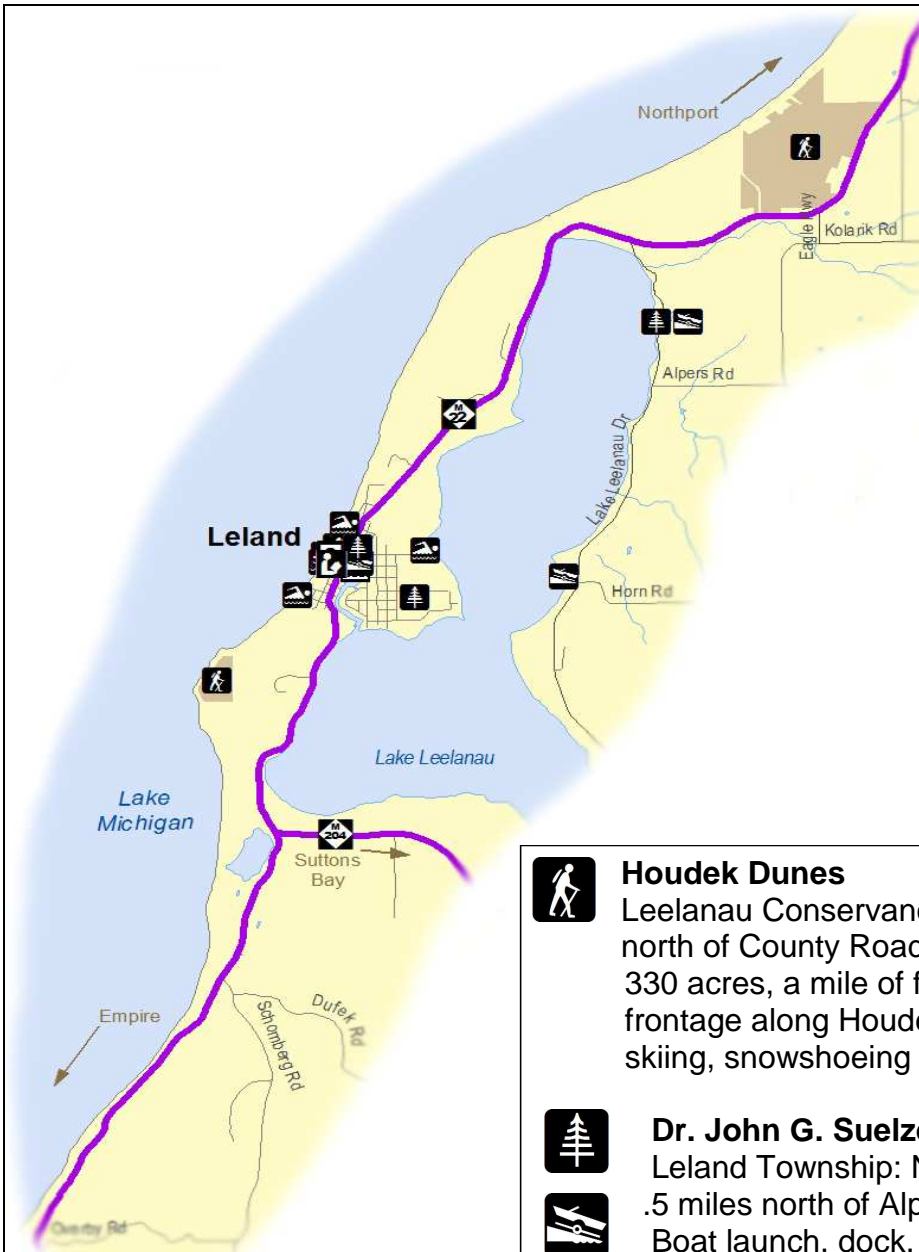 Northport
Eagle Hwy
Kolarik Rd
Alpers Rd
M
22
Lake Leelanau Dr
Leland
Horn Rd
Lake Leelanau
Lake
Michigan
M
204
Suttons
Bay
Empire
Schomberg Rd
Dufek Rd
Overby Rd
Houdek Dunes
Leelanau Conservanc
north of County Road
330 acres, a mile of f
frontage along Houde
skiing, snowshoeing
Dr. John G. Suelz
Leland Township: N
.5 miles north of Alp
Boat launch, dock,